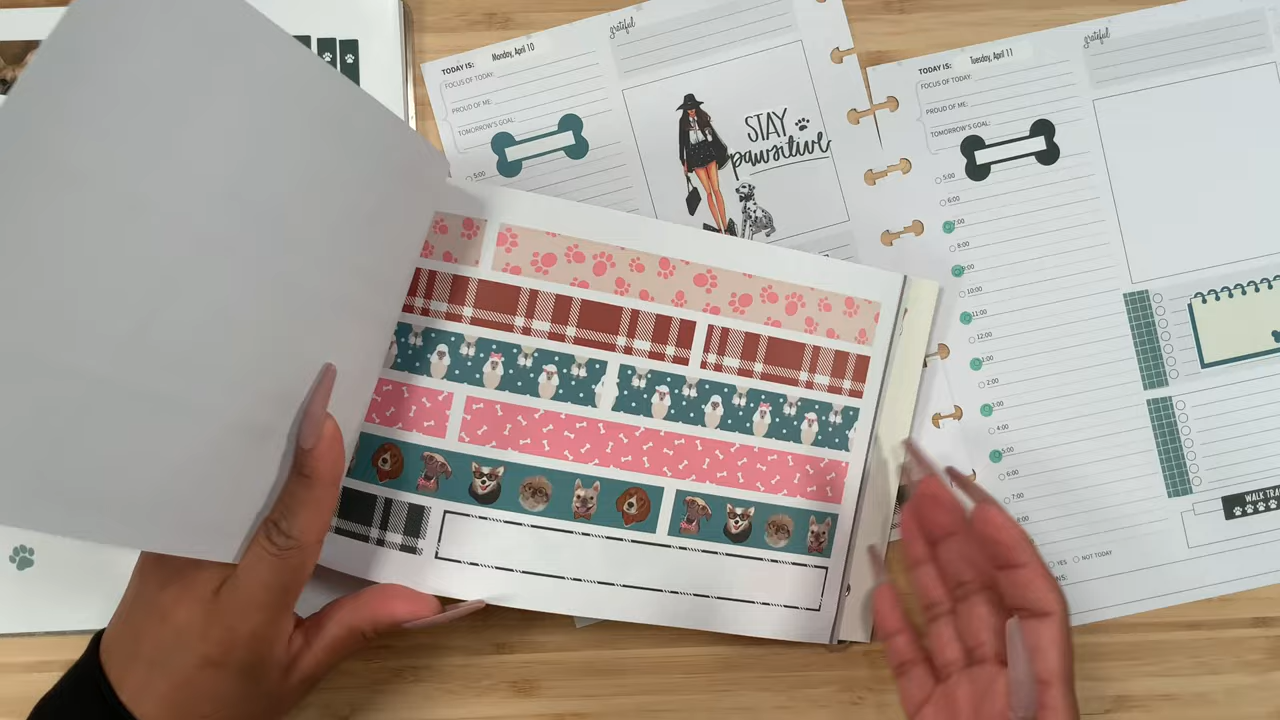 grateful
TODAY IS: Monday, April 10
FOCUS OF TODAY:
PROUD OF ME:
TOMORROW'S GOAL:
5:00
STAY
pawsitive
grateful
TODAY IS: Tuesday, April 11
FOCUS OF TODAY:
PROUD OF ME:
TOMORROW'S GOAL:
5:00
6:00
7:00
8:00
9:00
10:00
11:00
12:00
1:00
2:00
3:00
4:00
5:00
6:00
7:00
8:00
WALK TRA
YES NOT TODAY